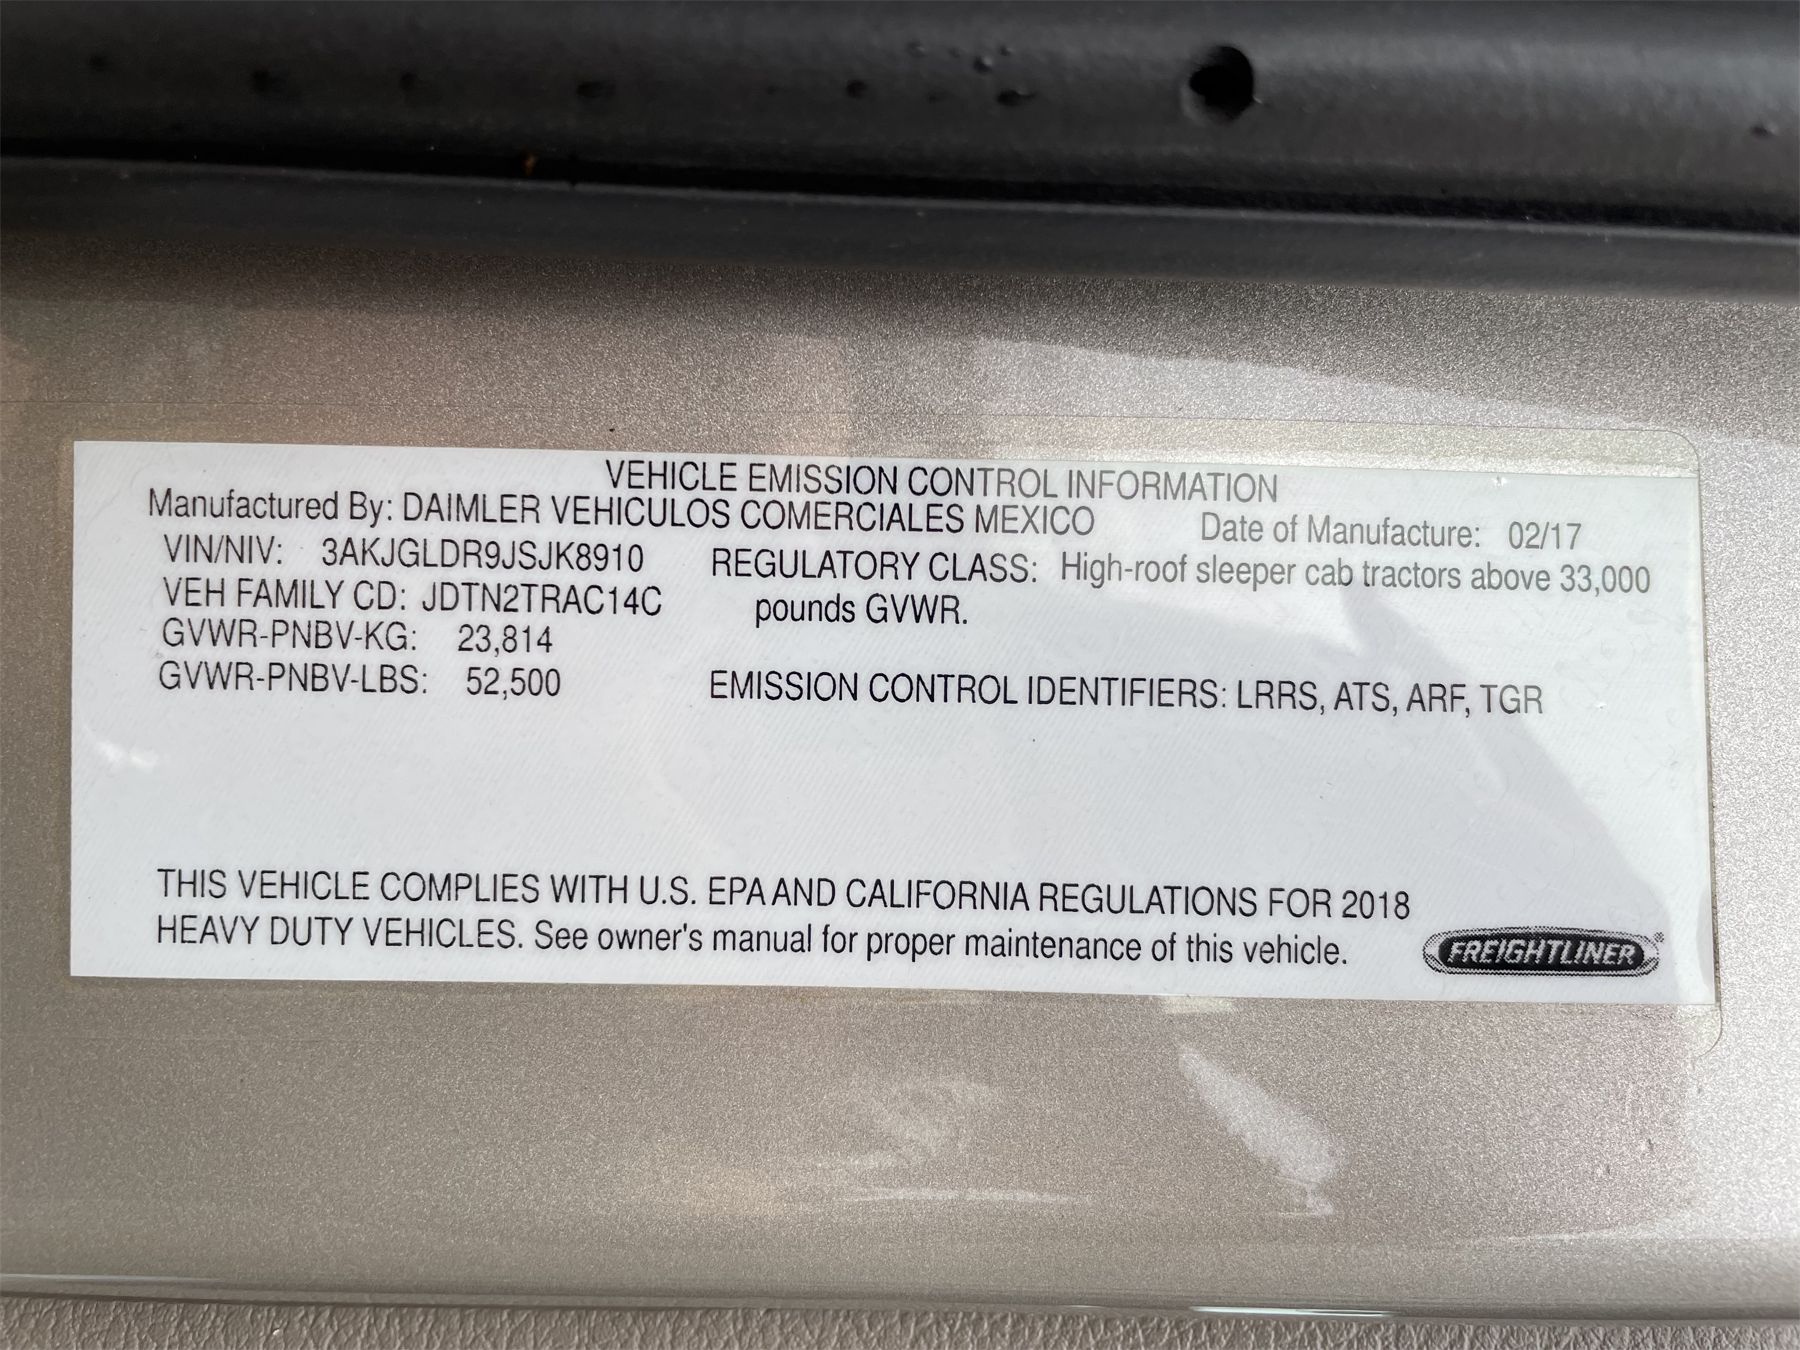 VEHICLE EMISSION CONTROL INFORMATION
Manufactured By: DAIMLER VEHICULOS COMERCIALES MEXICO Date of Manufacture: 02/17
VIN/NIV: 3AKJGLDR9JSJK8910 REGULATORY CLASS: High-roof sleeper cab tractors above 33,000
VEH FAMILY CD: JDTN2TRAC14C pounds GVWR.
GVWR-PNBV-KG: 23,814
GVWR-PNBV-LBS: 52,500 EMISSION CONTROL IDENTIFIERS: LRRS, ATS, ARF, TGR
THIS VEHICLE COMPLIES WITH U.S. EPA AND CALIFORNIA REGULATIONS FOR 2018
HEAVY DUTY VEHICLES. See owner's manual for proper maintenance of this vehicle.
FREIGHTLINER®